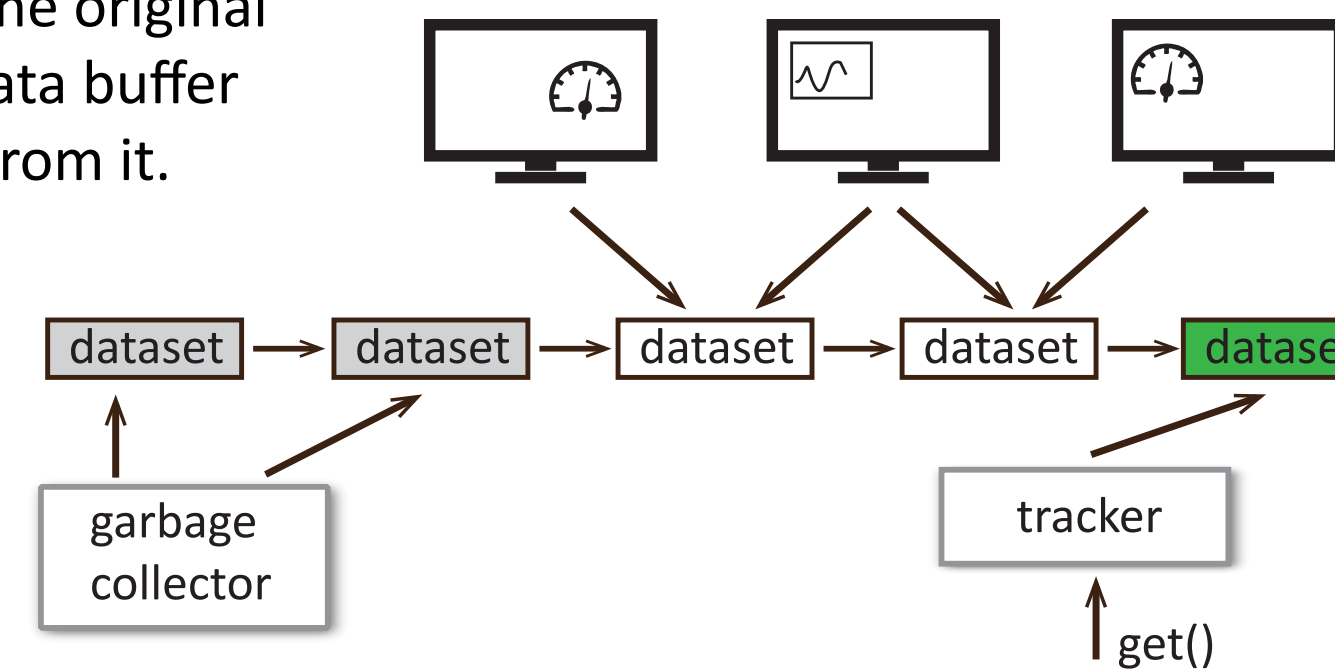 he original
ata buffer
rom it.
dataset dataset dataset dataset datase
garbage
collector
tracker
get()